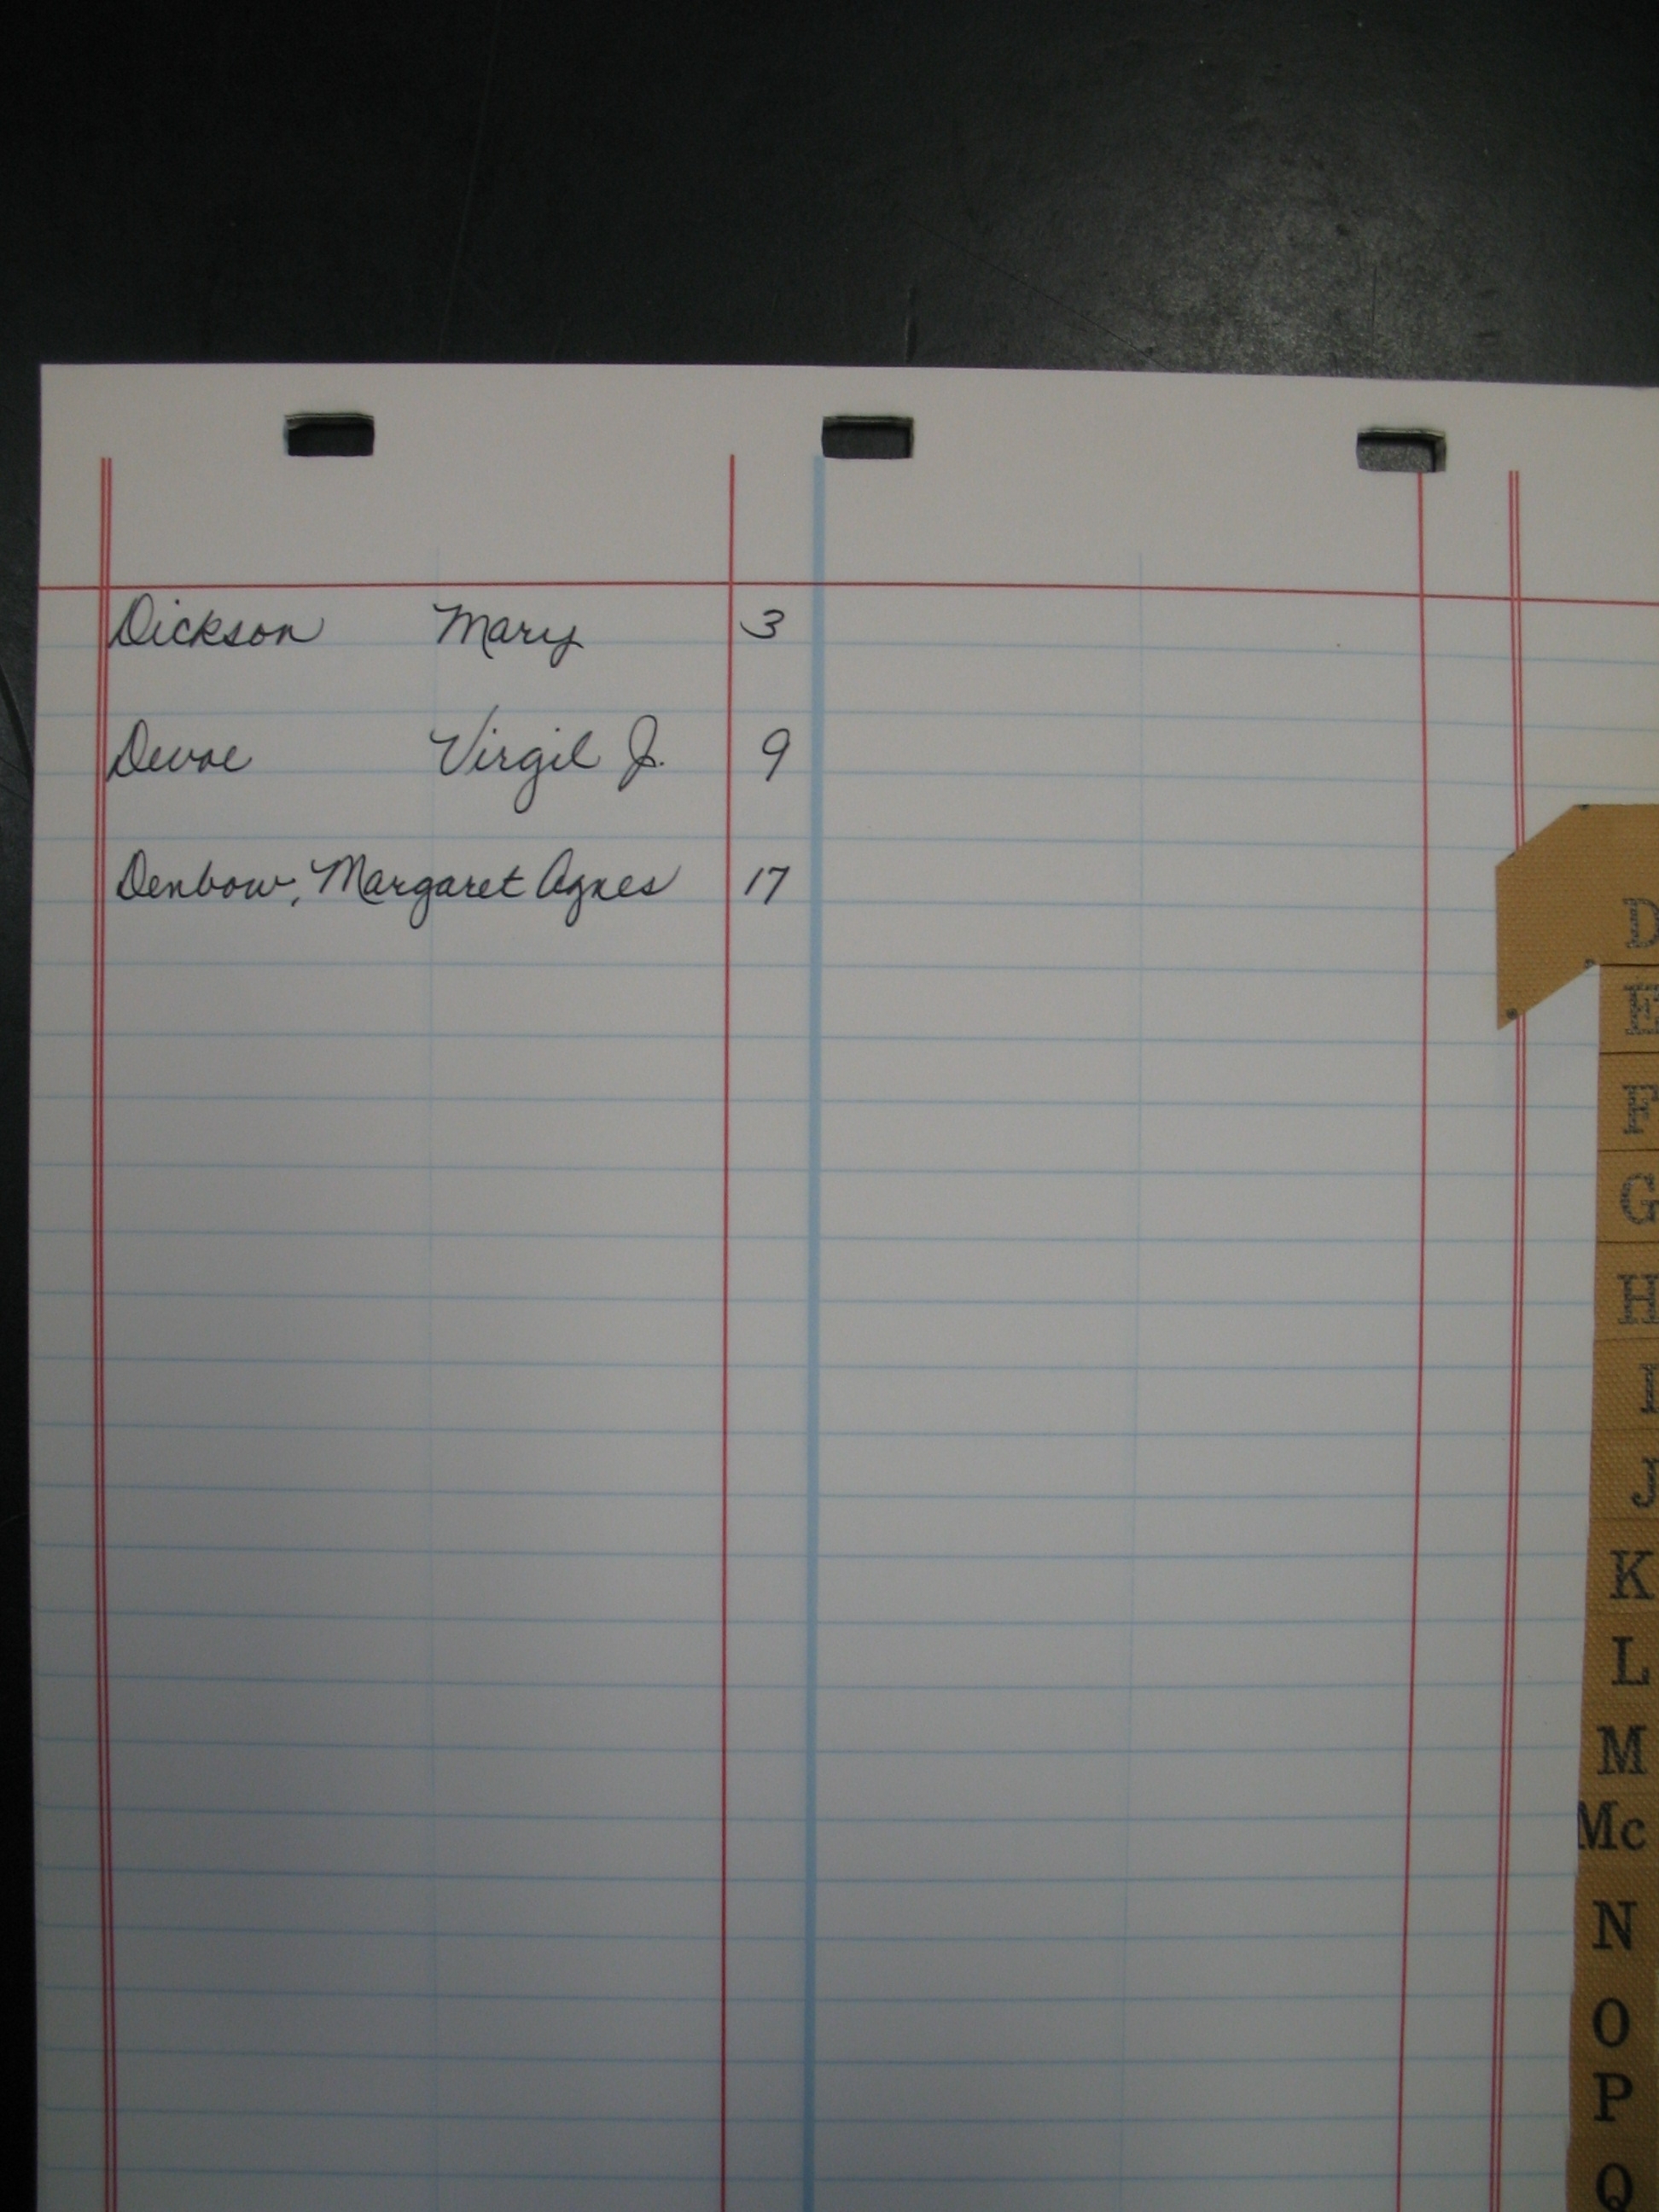 Dickson Mary 3
Devoe Virgil J. 9
Denbow, Margaret Agnes 17
D
E
F
G
H
I
J
K
L
M
Mc
N
O
P
Q